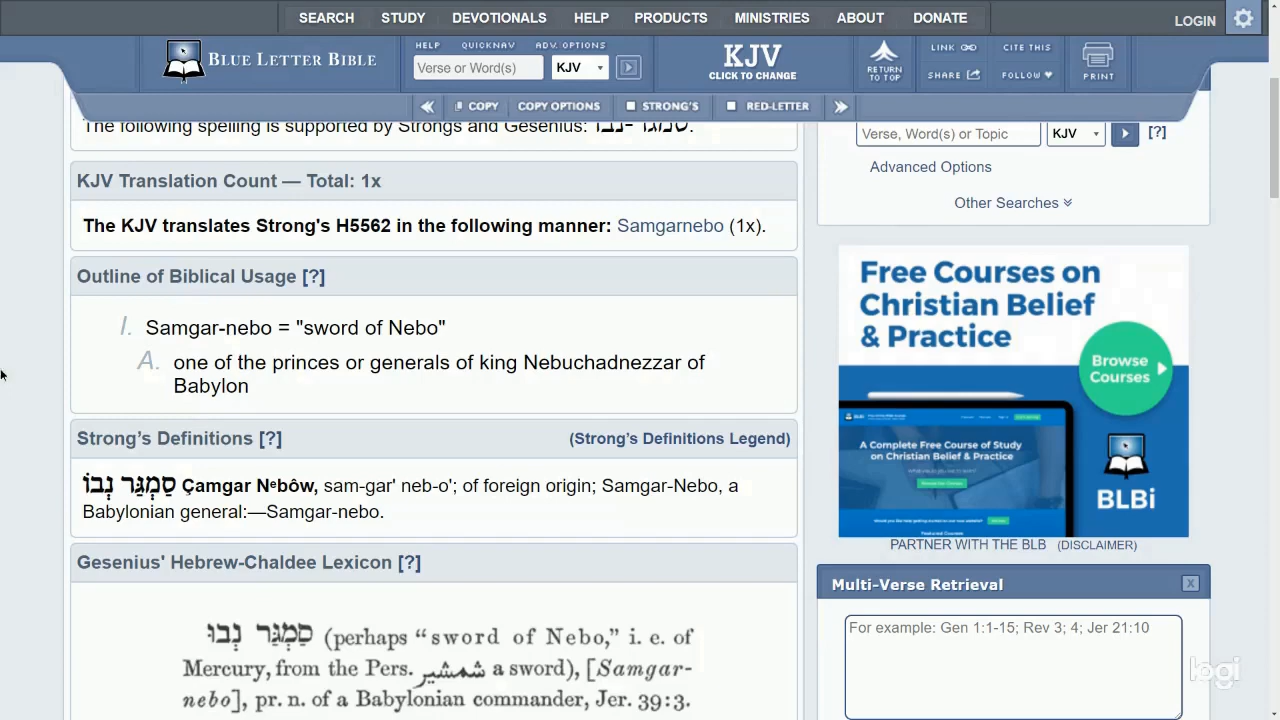 SEARCH STUDY DEVOTIONALS HELP PRODUCTS MINISTRIES ABOUT DONATE LOGIN
BLUE LETTER BIBLE
HELP QUICKNAV ADV. OPTIONS
Verse or Word(s) KJV
KJV
CLICK TO CHANGE
RETURN
TO TOP
LINK CITE THIS
SHARE FOLLOW
PRINT
COPY COPY OPTIONS STRONG'S RED-LETTER
The following spelling is supported by Strongs and Gesenius: סמגר -נבו.
KJV Translation Count — Total: 1x
The KJV translates Strong's H5562 in the following manner: Samgarnebo (1x).
Outline of Biblical Usage [?]
I. Samgar-nebo = "sword of Nebo"
A. one of the princes or generals of king Nebuchadnezzar of
Babylon
Strong’s Definitions [?] (Strong’s Definitions Legend)
סַמְגַּר נְבוֹ Çamgar Nᵉbôw, sam-gar' neb-o'; of foreign origin; Samgar-Nebo, a
Babylonian general:—Samgar-nebo.
Gesenius' Hebrew-Chaldee Lexicon [?]
סַמְגַּר נְבוּ (perhaps “sword of Nebo,” i. e. of
Mercury, from the Pers. شمشير a sword), [Samgar-
nebo], pr. n. of a Babylonian commander, Jer. 39:3.
Verse, Word(s) or Topic KJV [?]
Advanced Options
Other Searches
Free Courses on
Christian Belief
& Practice
Browse
Courses
A Complete Free Course of Study
on Christian Belief & Practice
BLBi
PARTNER WITH THE BLB (DISCLAIMER)
Multi-Verse Retrieval X
For example: Gen 1:1-15; Rev 3; 4; Jer 21:10
logi